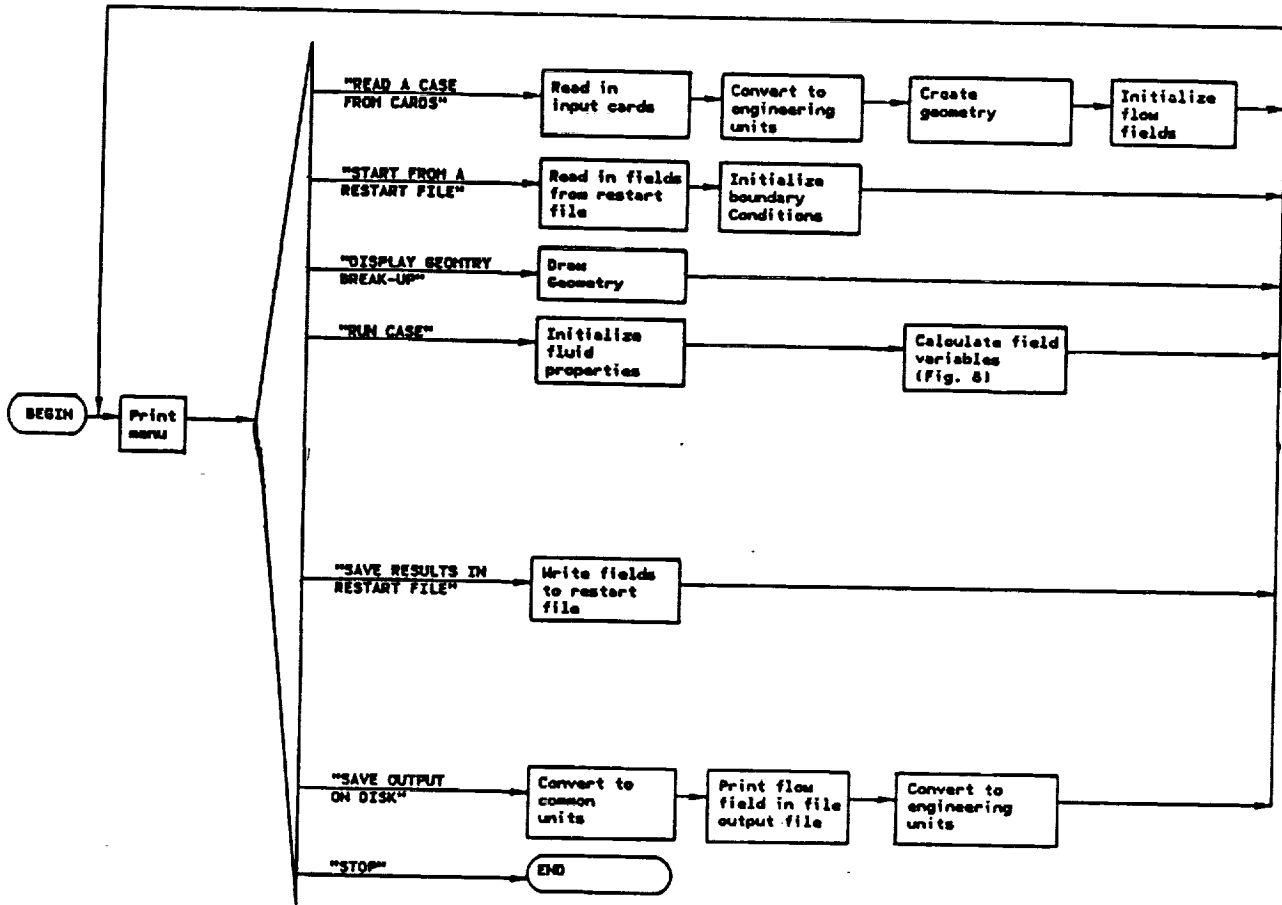 "READ A CASE
FROM CARDS"
Read in
input cards
Convert to
engineering
units
Create
geometry
Initialize
flow
fields
"START FROM A
RESTART FILE"
Read in fields
from restart
file
Initialize
boundary
Conditions
"DISPLAY GEOMTRY
BREAK-UP"
Draw
Geometry
"RUN CASE"
Initialize
fluid
properties
Calculate field
variables
(Fig. 8)
BEGIN
Print
menu
"SAVE RESULTS IN
RESTART FILE"
Write fields
to restart
file
"SAVE OUTPUT
ON DISK"
Convert to
common
units
Print flow
field in file
output file
Convert to
engineering
units
"STOP"
END